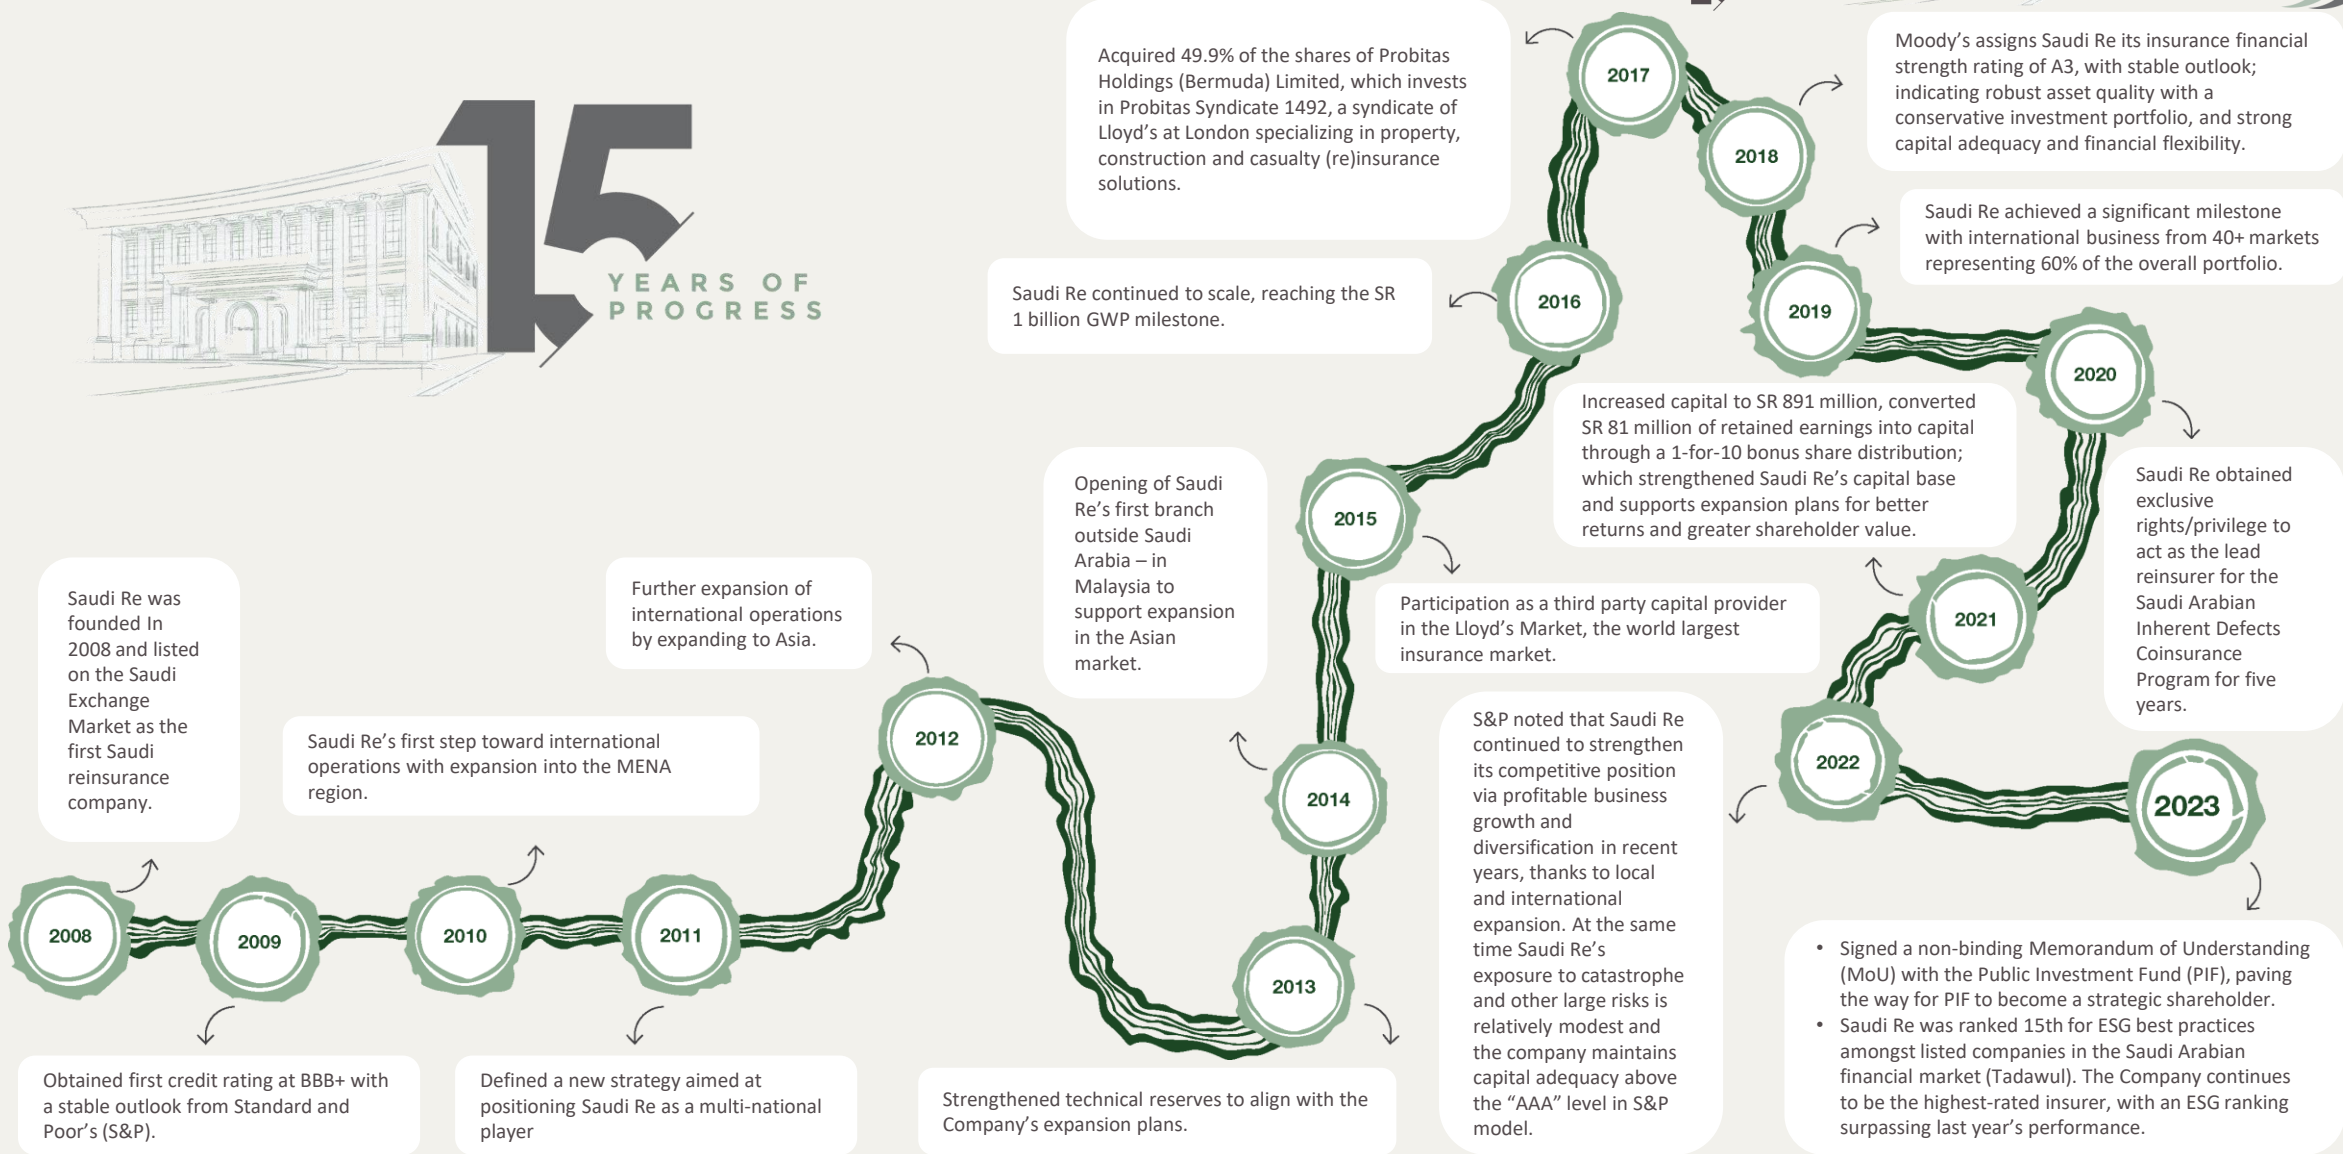 15
YEARS OF
PROGRESS
2008
Saudi Re was
founded In
2008 and listed
on the Saudi
Exchange
Market as the
first Saudi
reinsurance
company.
2009
Obtained first credit rating at BBB+ with
a stable outlook from Standard and
Poor’s (S&P).
2010
Saudi Re’s first step toward international
operations with expansion into the MENA
region.
2011
Defined a new strategy aimed at
positioning Saudi Re as a multi-national
player
2012
Further expansion of
international operations
by expanding to Asia.
2013
Strengthened technical reserves to align with the
Company’s expansion plans.
2014
Opening of Saudi
Re’s first branch
outside Saudi
Arabia – in
Malaysia to
support expansion
in the Asian
market.
2015
Participation as a third party capital provider
in the Lloyd’s Market, the world largest
insurance market.
2016
Saudi Re continued to scale, reaching the SR
1 billion GWP milestone.
2017
Acquired 49.9% of the shares of Probitas
Holdings (Bermuda) Limited, which invests
in Probitas Syndicate 1492, a syndicate of
Lloyd’s at London specializing in property,
construction and casualty (re)insurance
solutions.
2018
Moody’s assigns Saudi Re its insurance financial
strength rating of A3, with stable outlook;
indicating robust asset quality with a
conservative investment portfolio, and strong
capital adequacy and financial flexibility.
2019
Saudi Re achieved a significant milestone
with international business from 40+ markets
representing 60% of the overall portfolio.
2020
Saudi Re obtained
exclusive
rights/privilege to
act as the lead
reinsurer for the
Saudi Arabian
Inherent Defects
Coinsurance
Program for five
years.
2021
Increased capital to SR 891 million, converted
SR 81 million of retained earnings into capital
through a 1-for-10 bonus share distribution;
which strengthened Saudi Re’s capital base
and supports expansion plans for better
returns and greater shareholder value.
2022
S&P noted that Saudi Re
continued to strengthen
its competitive position
via profitable business
growth and
diversification in recent
years, thanks to local
and international
expansion. At the same
time Saudi Re’s
exposure to catastrophe
and other large risks is
relatively modest and
the company maintains
capital adequacy above
the “AAA” level in S&P
model.
2023
• Signed a non-binding Memorandum of Understanding
(MoU) with the Public Investment Fund (PIF), paving
the way for PIF to become a strategic shareholder.
• Saudi Re was ranked 15th for ESG best practices
amongst listed companies in the Saudi Arabian
financial market (Tadawul). The Company continues
to be the highest-rated insurer, with an ESG ranking
surpassing last year’s performance.